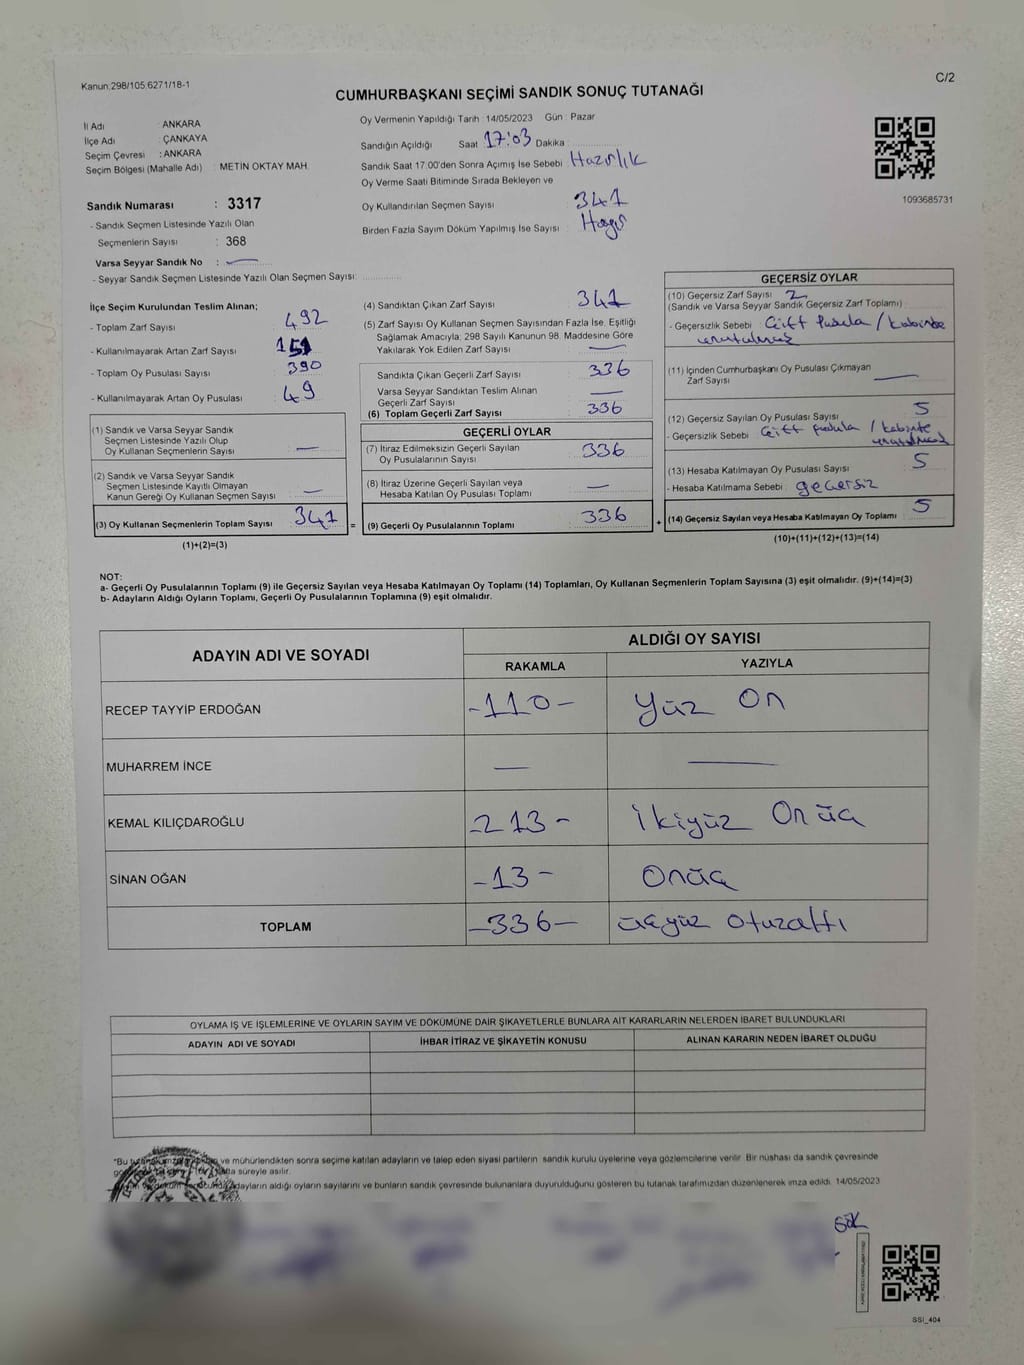 Kanun:298/105.6271/18-1
C/2
CUMHURBAŞKANI SEÇİMİ SANDIK SONUÇ TUTANAĞI
İl Adı : ANKARA
İlçe Adı : ÇANKAYA
Seçim Çevresi : ANKARA
Seçim Bölgesi (Mahalle Adı) : METİN OKTAY MAH.
Sandık Numarası : 3317
- Sandık Seçmen Listesinde Yazılı Olan
Seçmenlerin Sayısı : 368
Varsa Seyyar Sandık No : —
- Seyyar Sandık Seçmen Listesinde Yazılı Olan Seçmen Sayısı: ..............
Oy Vermenin Yapıldığı Tarih : 14/05/2023 Gün : Pazar
Sandığın Açıldığı Saat 17:03 Dakika
Sandık Saat 17:00'den Sonra Açımış İse Sebebi : Hazırlık
Oy Verme Saati Bitiminde Sırada Bekleyen ve
Oy Kullandırılan Seçmen Sayısı : 341
Birden Fazla Sayım Döküm Yapılmış İse Sayısı : Hayır
1093685731
İlçe Seçim Kurulundan Teslim Alınan;
- Toplam Zarf Sayısı : 492
- Kullanılmayarak Artan Zarf Sayısı : 151
- Toplam Oy Pusulası Sayısı : 390
- Kullanılmayarak Artan Oy Pusulası : 49
(1) Sandık ve Varsa Seyyar Sandık
Seçmen Listesinde Yazılı Olup
Oy Kullanan Seçmenlerin Sayısı : —
(2) Sandık ve Varsa Seyyar Sandık
Seçmen Listesinde Kayıtlı Olmayan
Kanun Gereği Oy Kullanan Seçmen Sayısı : —
(3) Oy Kullanan Seçmenlerin Toplam Sayısı : 341 =
(1)+(2)=(3)
(4) Sandıktan Çıkan Zarf Sayısı : 341
(5) Zarf Sayısı Oy Kullanan Seçmen Sayısından Fazla İse, Eşitliği
Sağlamak Amacıyla; 298 Sayılı Kanunun 98. Maddesine Göre
Yakılarak Yok Edilen Zarf Sayısı : —
Sandıkta Çıkan Geçerli Zarf Sayısı : 336
Varsa Seyyar Sandıktan Teslim Alınan
Geçerli Zarf Sayısı : —
(6) Toplam Geçerli Zarf Sayısı : 336
GEÇERLİ OYLAR
(7) İtiraz Edilmeksizin Geçerli Sayılan
Oy Pusulalarının Sayısı : 336
(8) İtiraz Üzerine Geçerli Sayılan veya
Hesaba Katılan Oy Pusulası Toplamı : —
(9) Geçerli Oy Pusulalarının Toplamı : 336 +
GEÇERSİZ OYLAR
(10) Geçersiz Zarf Sayısı : 2
(Sandık ve Varsa Seyyar Sandık Geçersiz Zarf Toplamı)
- Geçersizlik Sebebi : Çift Pusula / kabinde
unutulmuş
(11) İçinden Cumhurbaşkanı Oy Pusulası Çıkmayan
Zarf Sayısı : —
(12) Geçersiz Sayılan Oy Pusulası Sayısı : 5
- Geçersizlik Sebebi : Çift pusula / kabinte
unutulmuş
(13) Hesaba Katılmayan Oy Pusulası Sayısı : 5
- Hesaba Katılmama Sebebi : geçersiz
(14) Geçersiz Sayılan veya Hesaba Katılmayan Oy Toplamı : 5
(10)+(11)+(12)+(13)=(14)
NOT:
a- Geçerli Oy Pusulalarının Toplamı (9) ile Geçersiz Sayılan veya Hesaba Katılmayan Oy Toplamı (14) Toplamları, Oy Kullanan Seçmenlerin Toplam Sayısına (3) eşit olmalıdır. (9)+(14)=(3)
b- Adayların Aldığı Oyların Toplamı, Geçerli Oy Pusulalarının Toplamına (9) eşit olmalıdır.
ADAYIN ADI VE SOYADI
ALDIĞI OY SAYISI
RAKAMLA YAZIYLA
RECEP TAYYİP ERDOĞAN -110- Yüz On
MUHARREM İNCE — —
KEMAL KILIÇDAROĞLU -213- İkiyüz Onüç
SİNAN OĞAN -13- Onüç
TOPLAM -336- üçyüz otuzaltı
OYLAMA İŞ VE İŞLEMLERİNE VE OYLARIN SAYIM VE DÖKÜMÜNE DAİR ŞİKAYETLERLE BUNLARA AİT KARARLARIN NELERDEN İBARET BULUNDUKLARI
ADAYIN ADI VE SOYADI İHBAR İTİRAZ VE ŞİKAYETİN KONUSU ALINAN KARARIN NEDEN İBARET OLDUĞU
"Bu ve mühürlendikten sonra seçime katılan adayların ve talep eden siyasi partilerin sandık kurulu üyelerine veya gözlemcilerine verilir. Bir nüshası da sandık çevresinde
süreyle asılır.
adayların aldığı oyların sayılarını ve bunların sandık çevresinde bulunanlara duyurulduğunu gösteren bu tutanak tarafımızdan düzenlenerek imza edildi. 14/05/2023
SSI_404